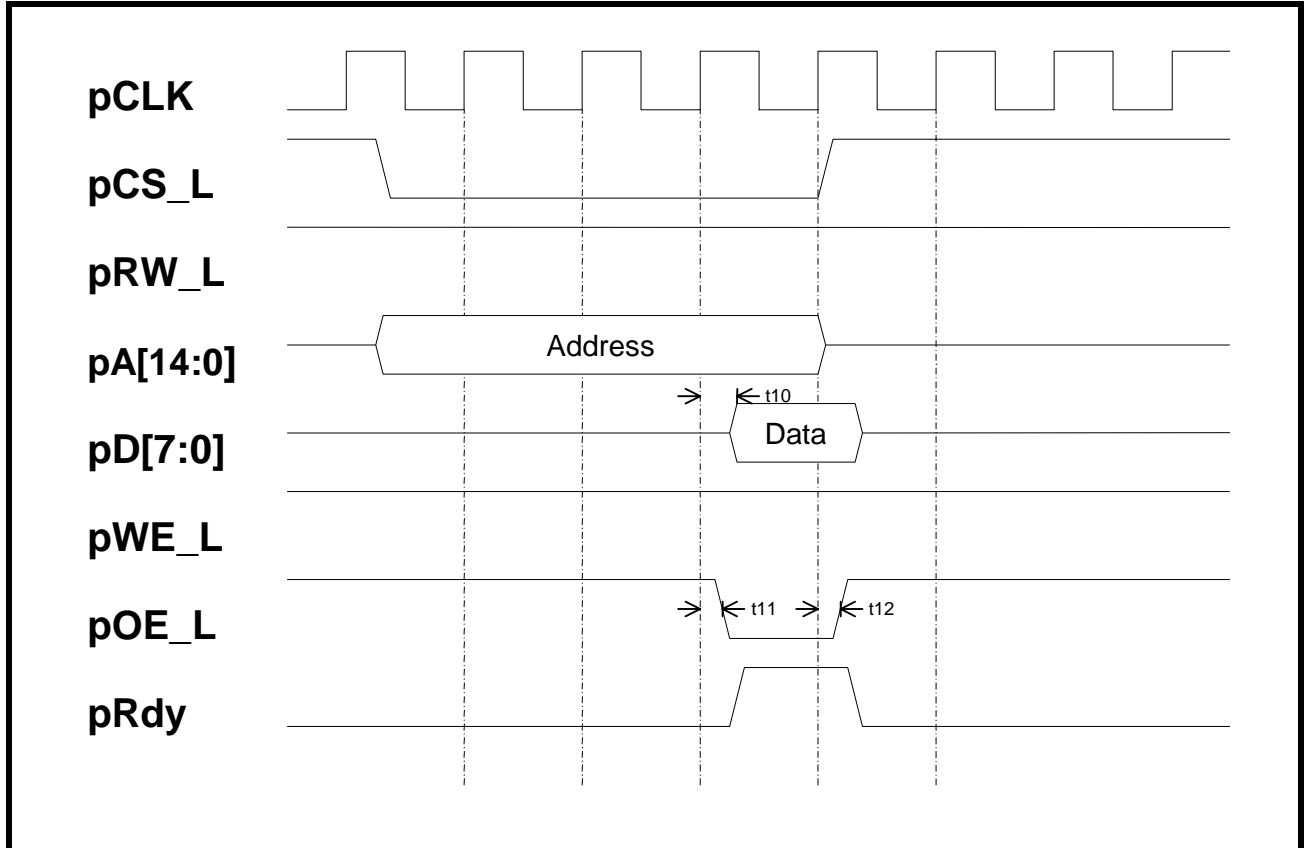 pCLK
pCS_L
pRW_L
pA[14:0]
Address
t10
pD[7:0]
Data
pWE_L
pOE_L
t11
t12
pRdy